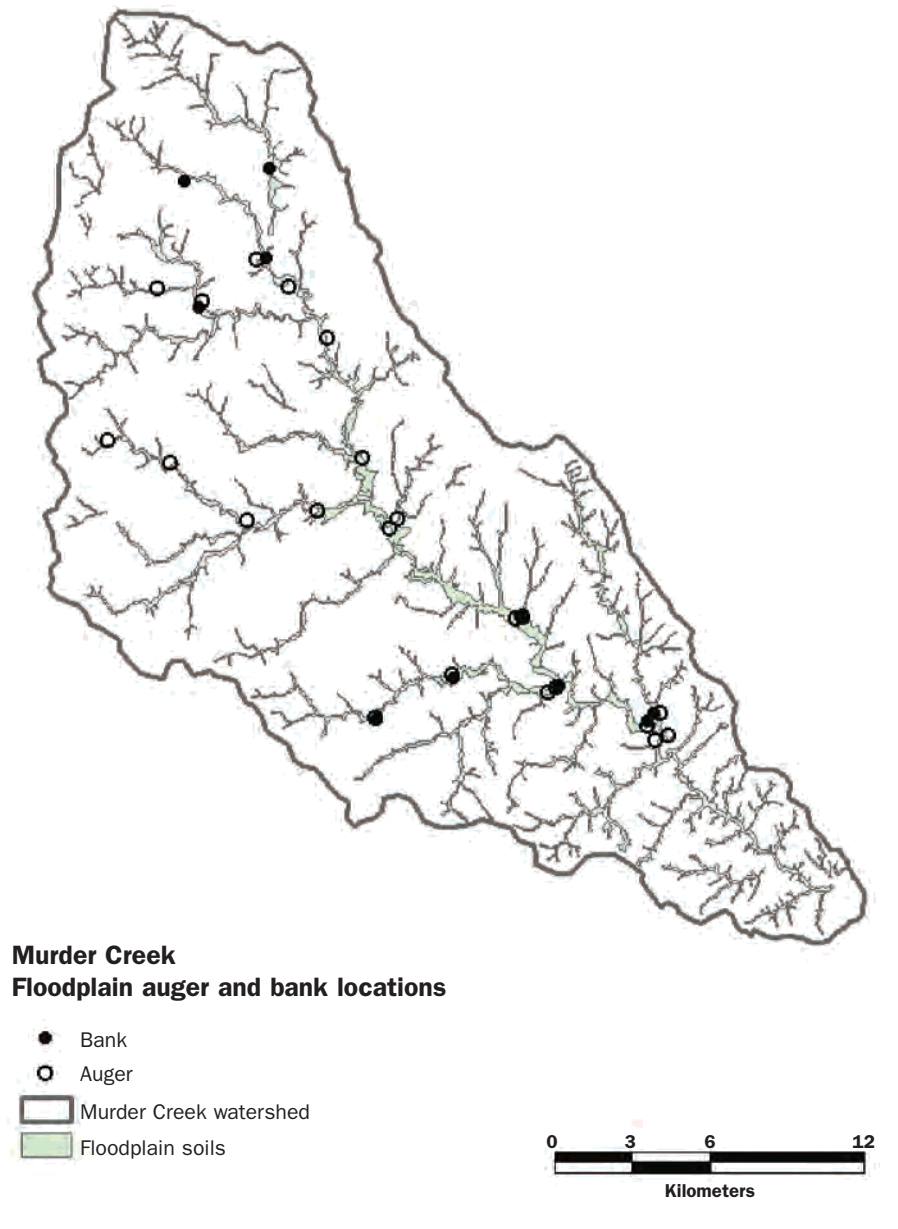 Murder Creek
Floodplain auger and bank locations
Bank
Auger
Murder Creek watershed
Floodplain soils
0 3 6 12
Kilometers